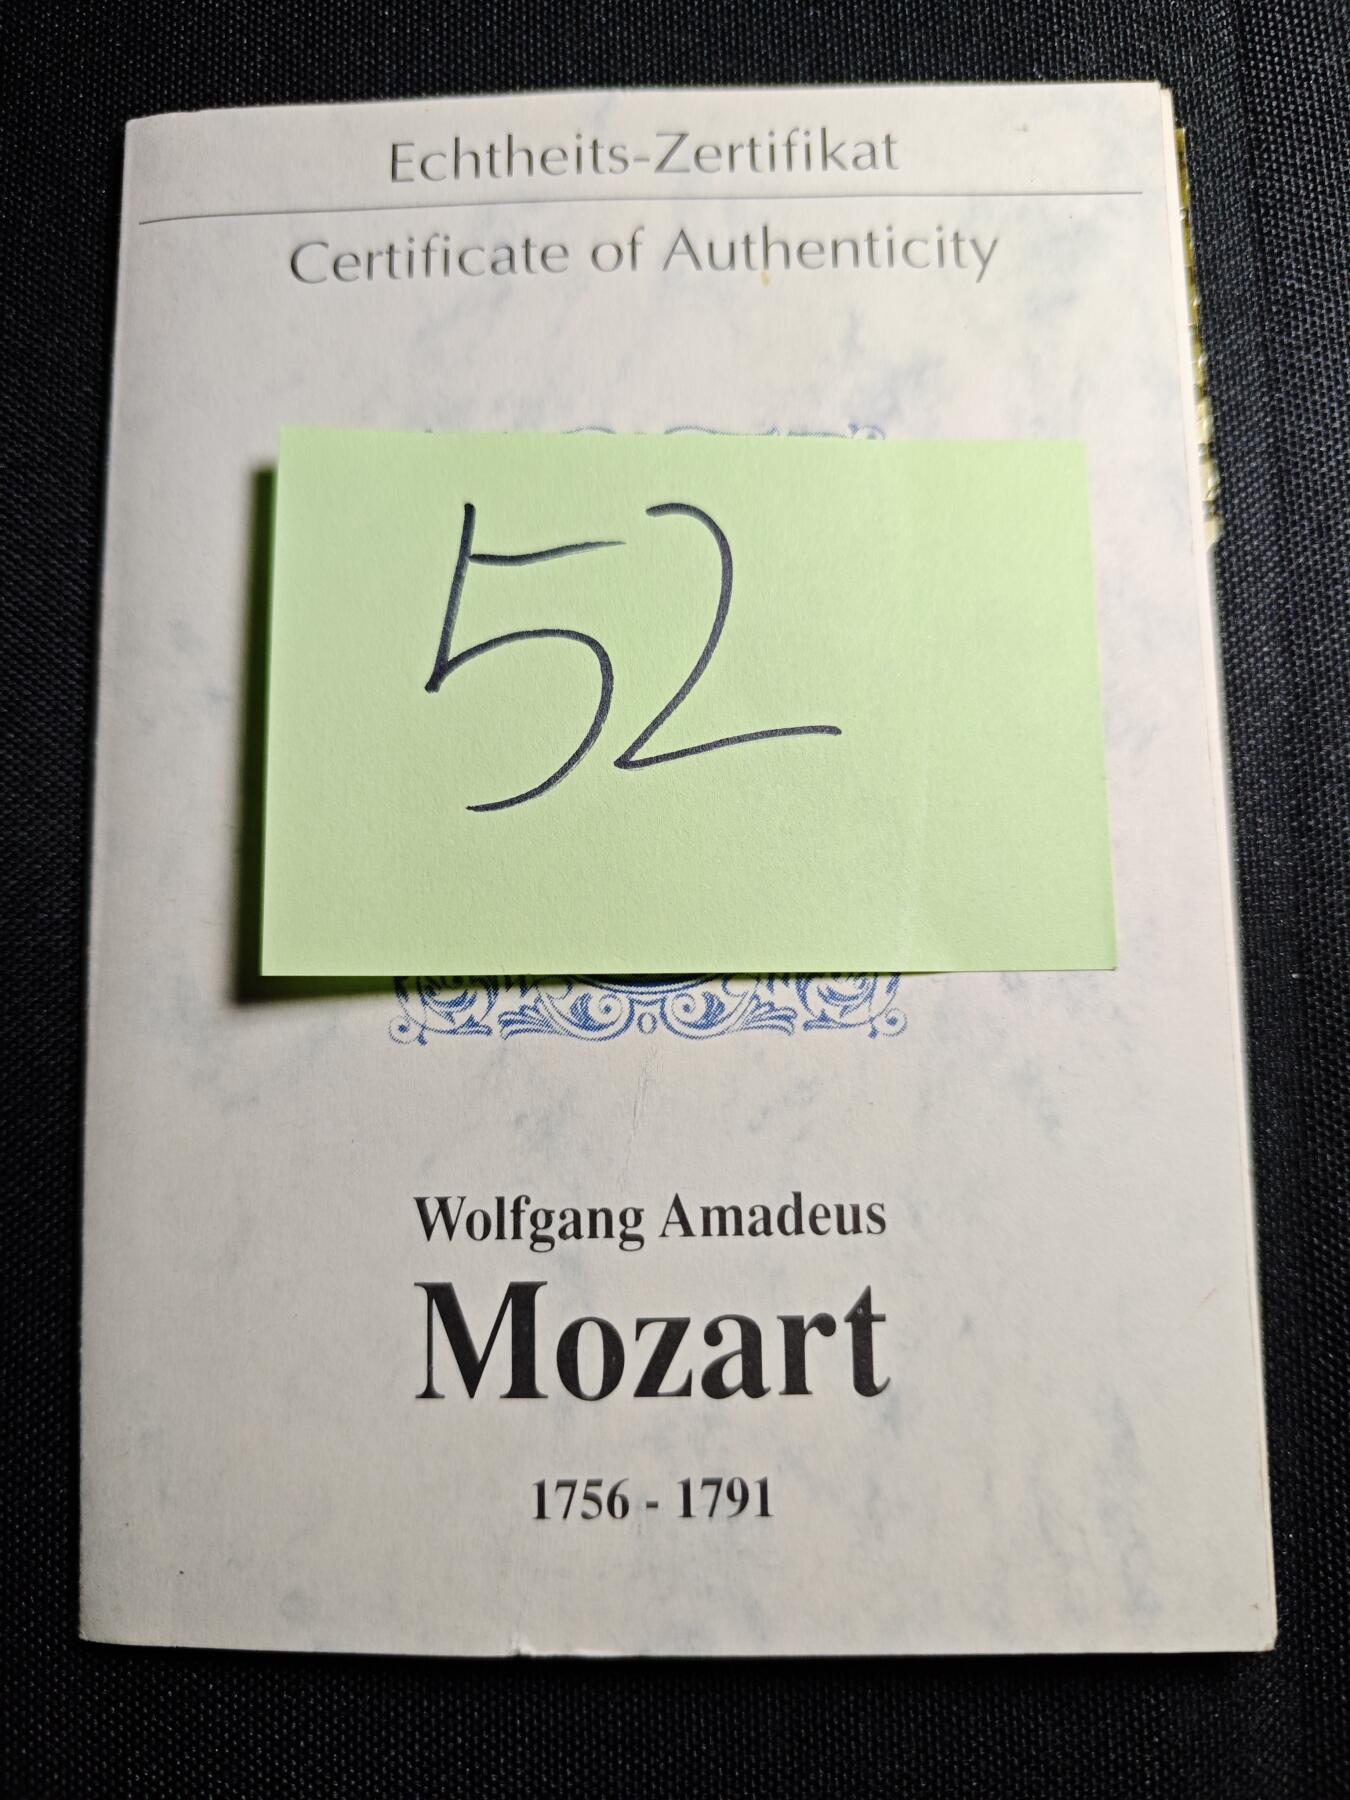 Echtheits-Zertifikat
Certificate of Authenticity
52
Wolfgang Amadeus
Mozart
1756 - 1791